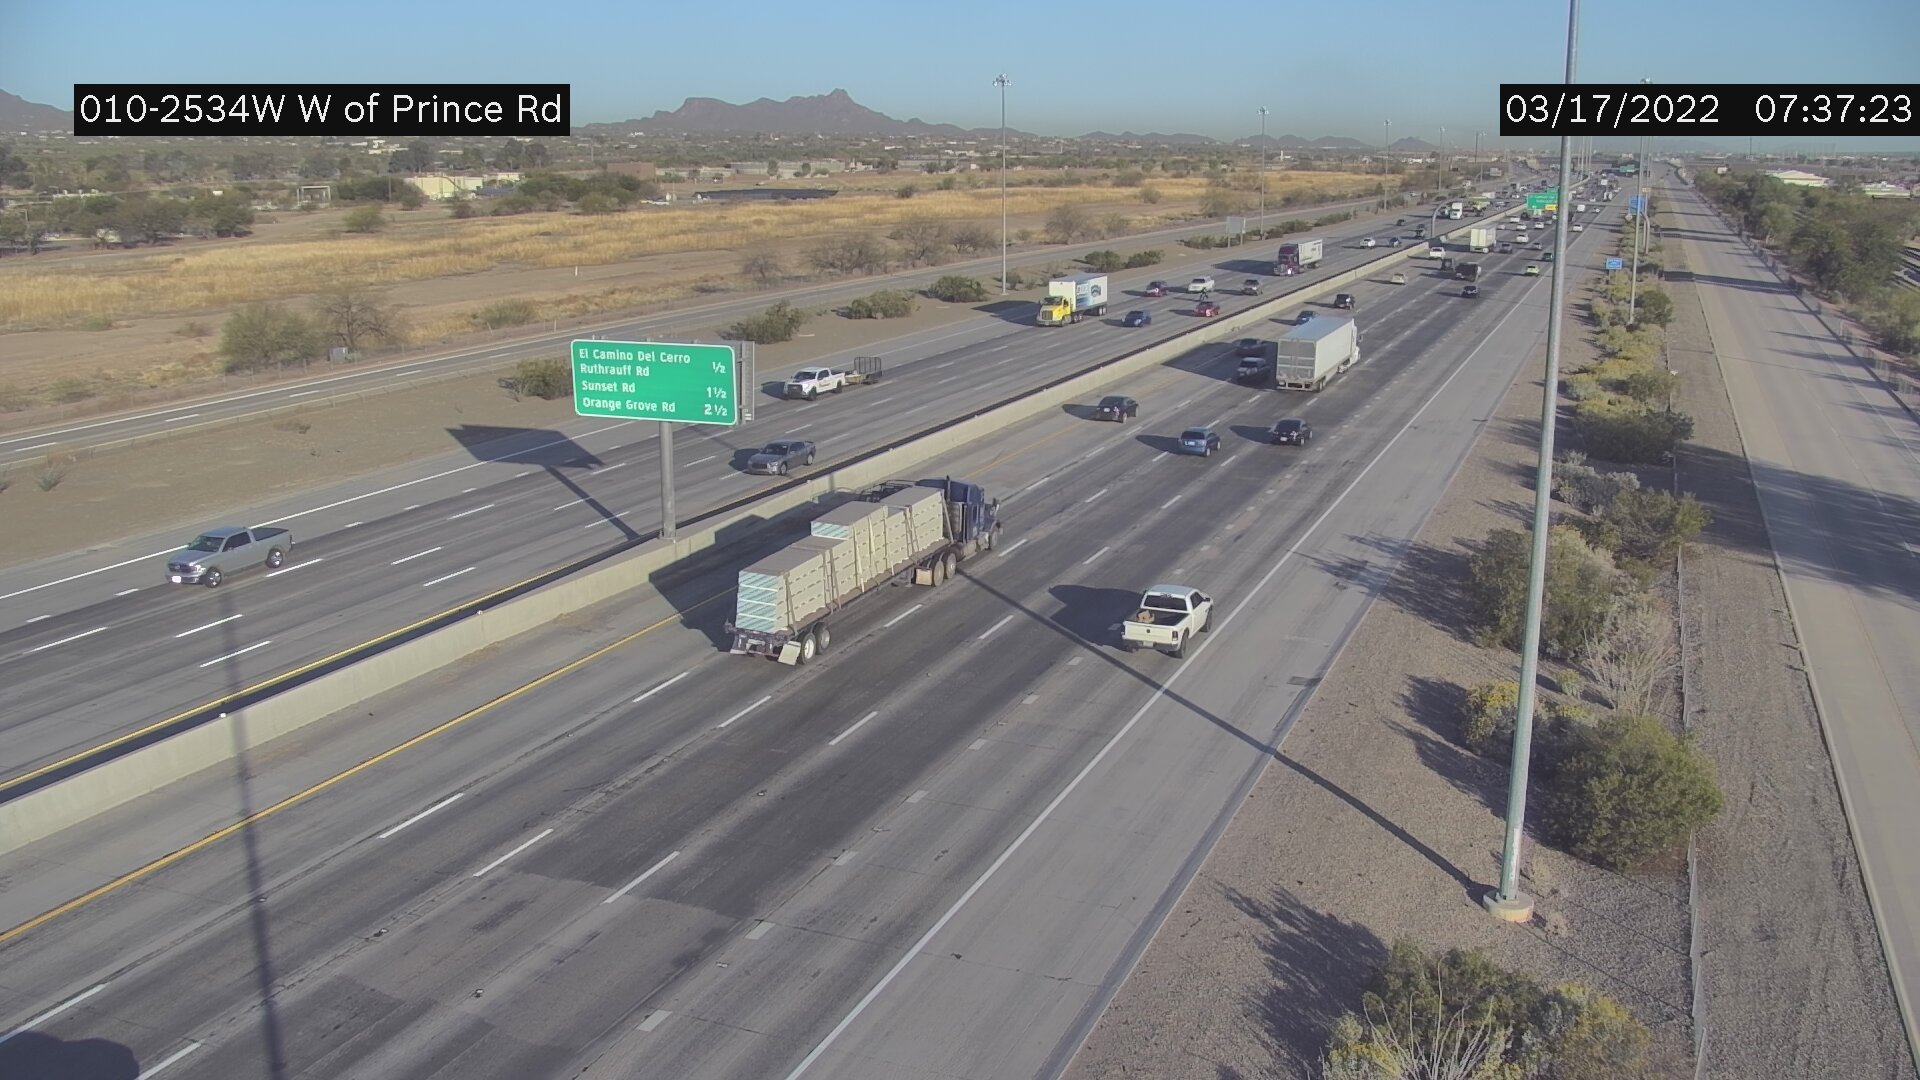 010-2534W W of Prince Rd
03/17/2022 07:37:23
El Camino Del Cerro
Ruthrauff Rd ½
Sunset Rd 1½
Orange Grove Rd 2½